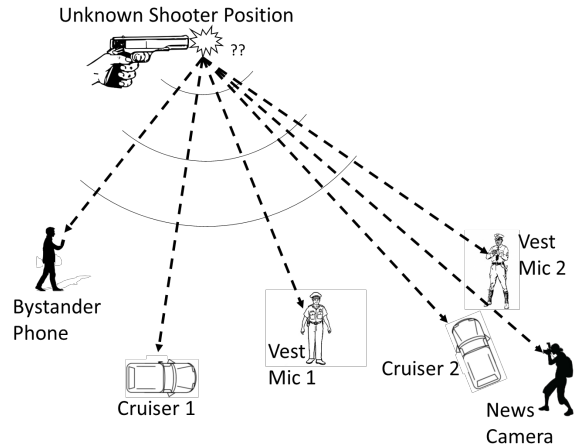 Unknown Shooter Position
??
Vest
Mic 2
Bystander
Phone
Vest
Mic 1
Cruiser 2
Cruiser 1
News
Camera